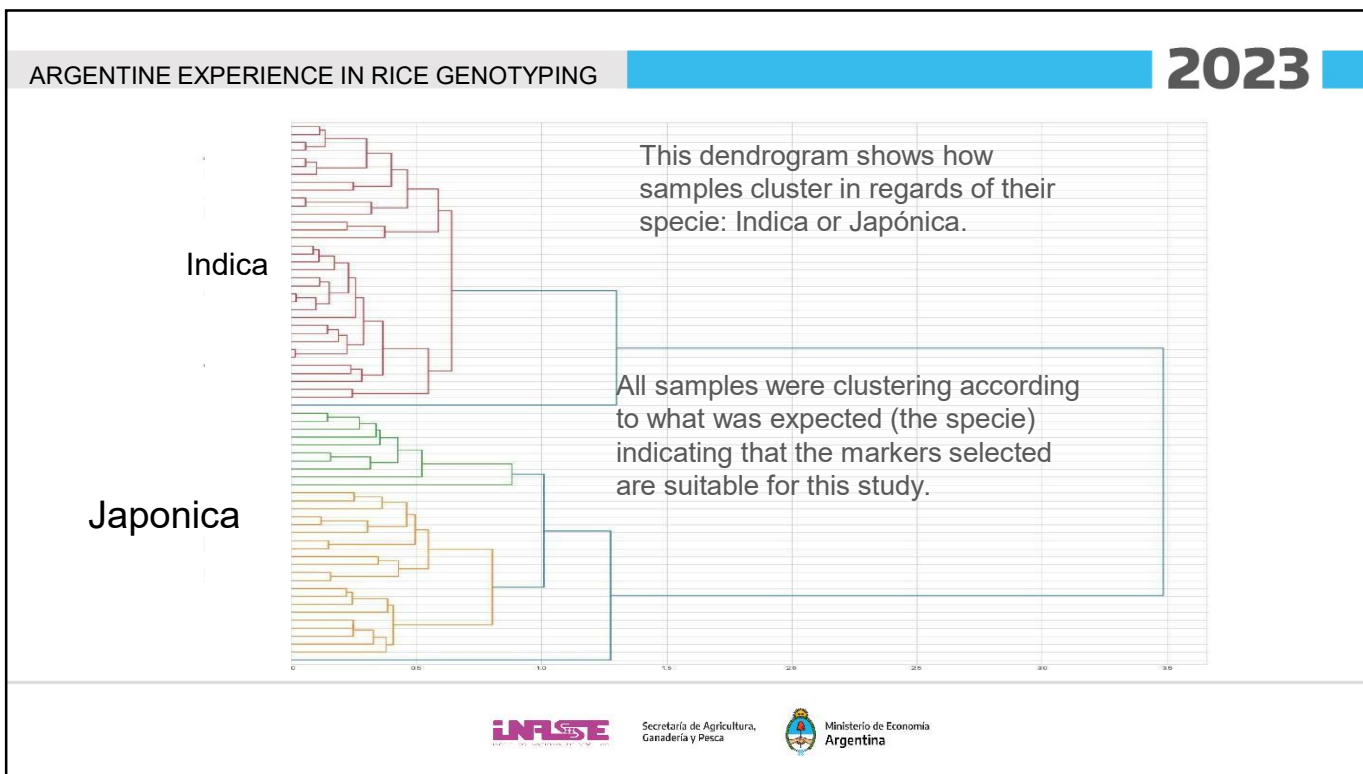 ARGENTINE EXPERIENCE IN RICE GENOTYPING
2023
This dendrogram shows how
samples cluster in regards of their
specie: Indica or Japónica.
Indica
All samples were clustering according
to what was expected (the specie)
indicating that the markers selected
are suitable for this study.
Japonica
0 0.5 1.0 1.5 2.0 2.5 3.0 3.5
INASE
Secretaría de Agricultura,
Ganadería y Pesca
Ministerio de Economía
Argentina